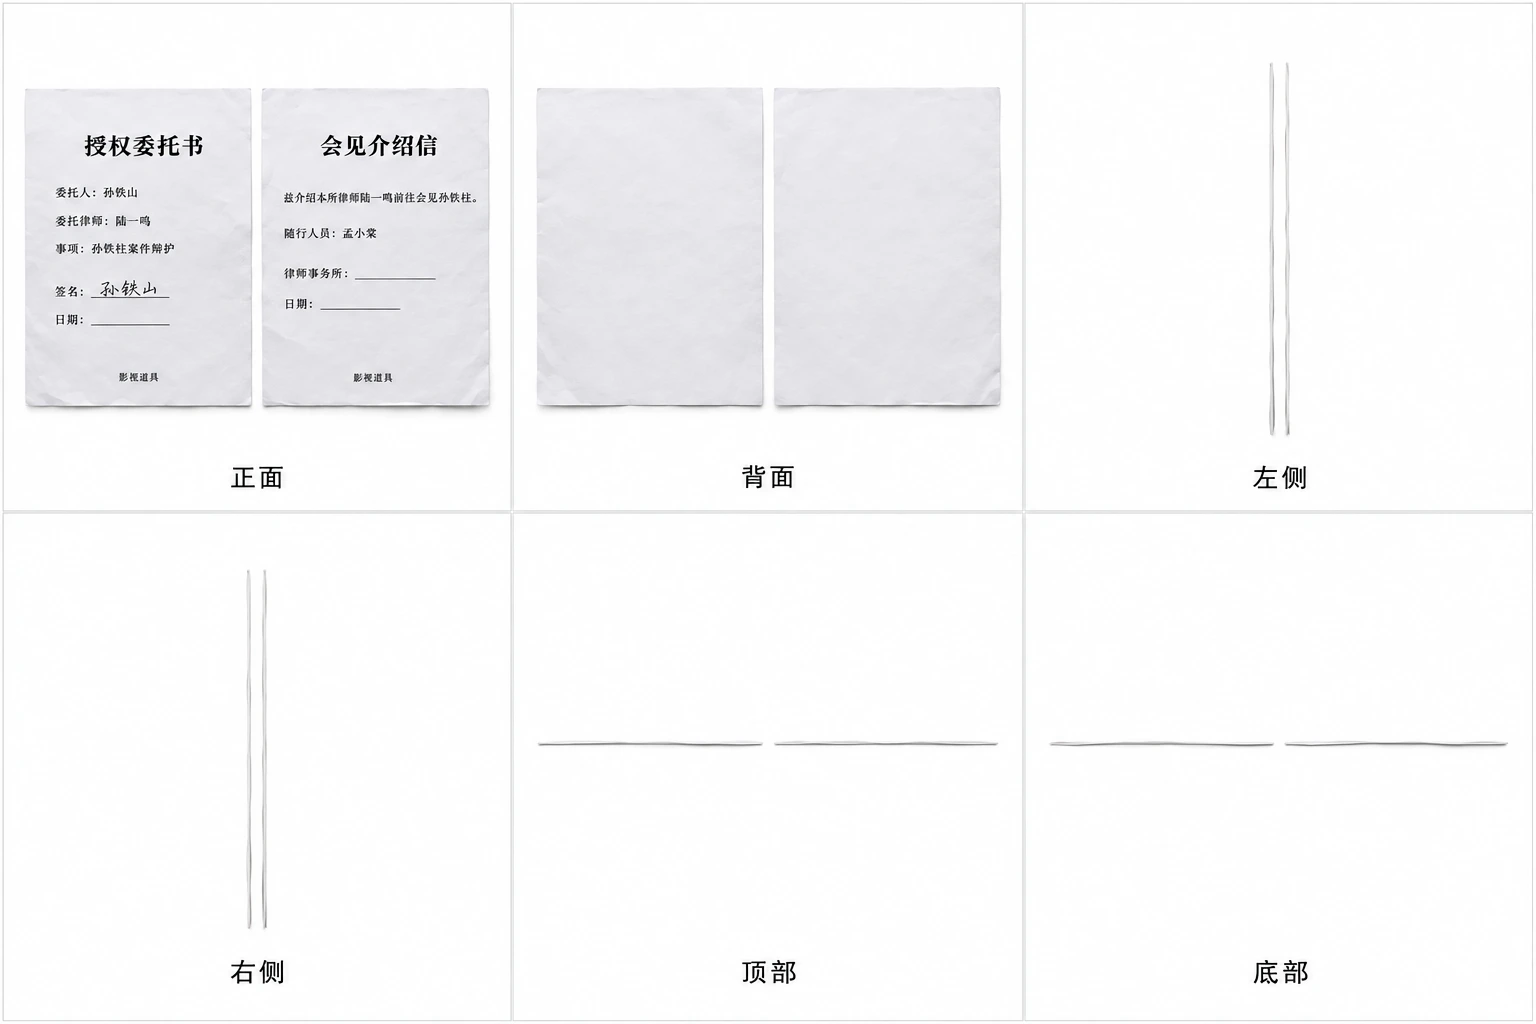 授权委托书
委托人：孙铁山
委托律师：陆一鸣
事项：孙铁柱案件辩护
签名：孙铁山
日期：
影视道具
会见介绍信
兹介绍本所律师陆一鸣前往会见孙铁柱。
随行人员：孟小棠
律师事务所：
日期：
影视道具
正面
背面
左侧
右侧
顶部
底部